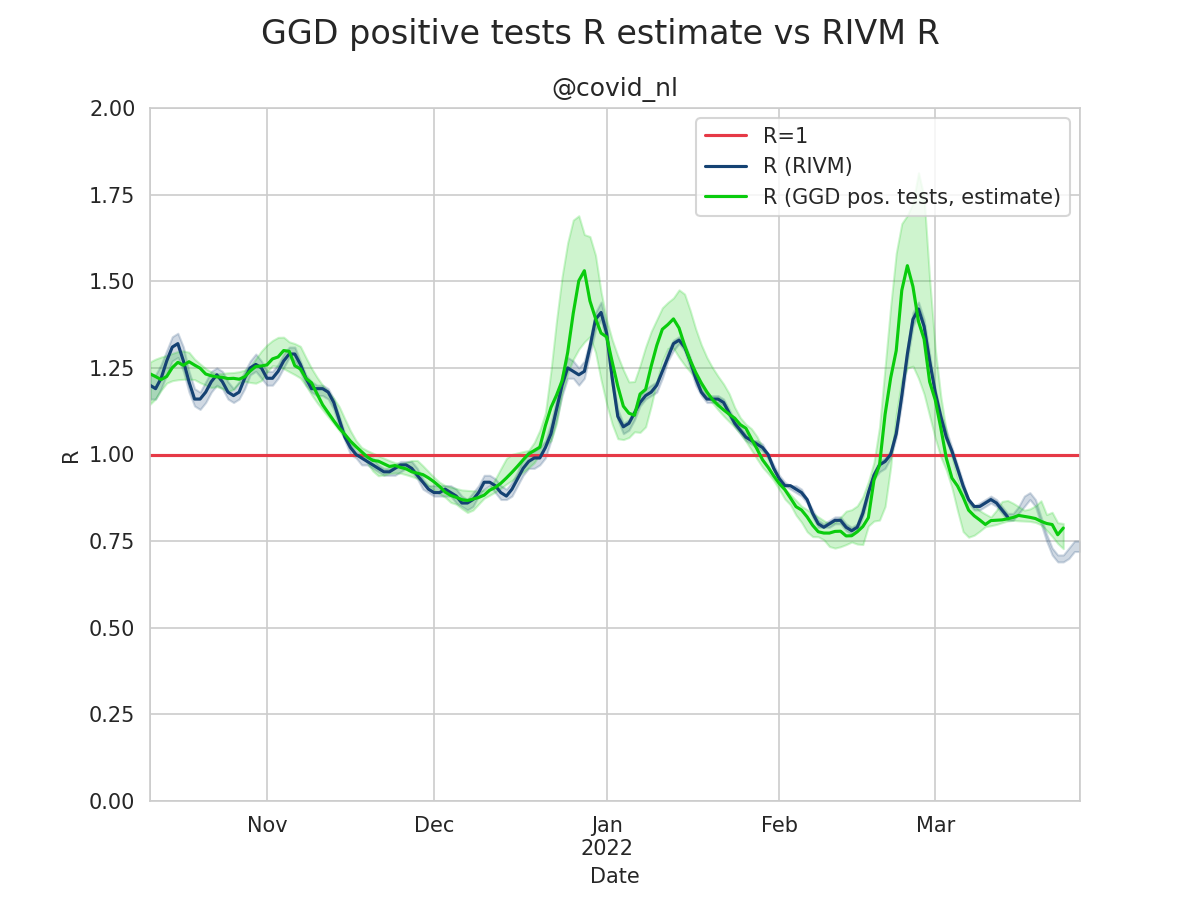 GGD positive tests R estimate vs RIVM R
@covid_nl
2.00
1.75
1.50
1.25
1.00
0.75
0.50
0.25
0.00
R
R=1
R (RIVM)
R (GGD pos. tests, estimate)
Nov
Dec
Jan
2022
Feb
Mar
Date